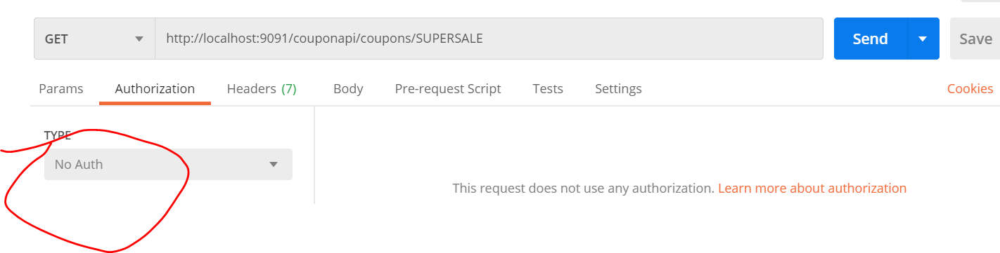 GET http://localhost:9091/couponapi/coupons/SUPERSALE Send Save
Params Authorization Headers (7) Body Pre-request Script Tests Settings Cookies
TYPE
No Auth
This request does not use any authorization. Learn more about authorization